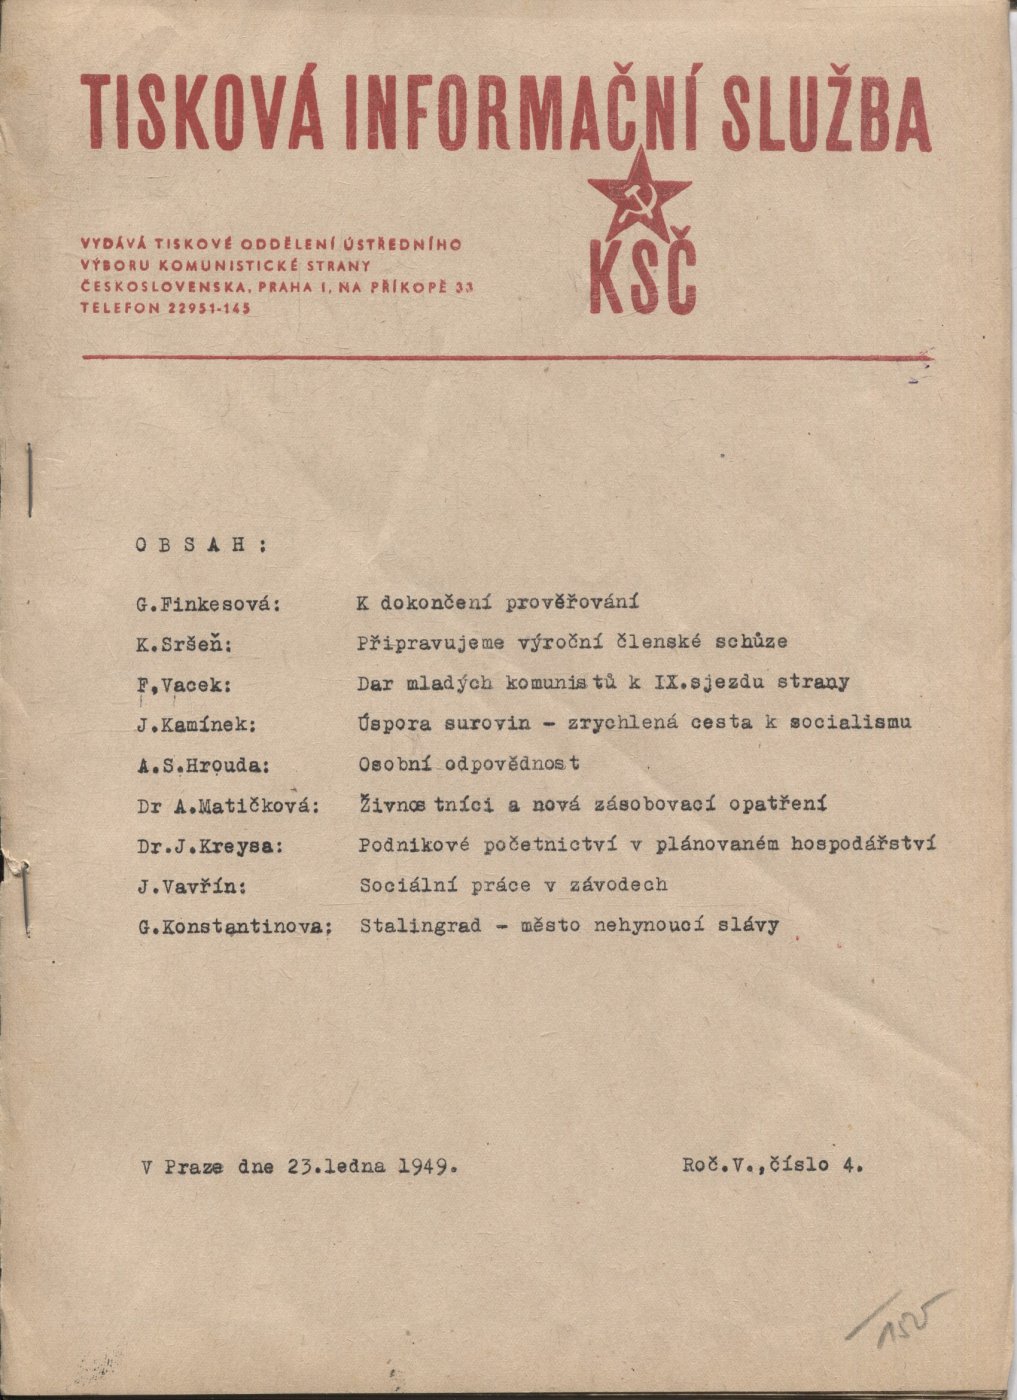 TISKOVÁ INFORMAČNÍ SLUŽBA
KSČ
VYDÁVÁ TISKOVÉ ODDĚLENÍ ÚSTŘEDNÍHO
VÝBORU KOMUNISTICKÉ STRANY
ČESKOSLOVENSKA, PRAHA I, NA PŘÍKOPĚ 33
TELEFON 22951-145
O B S A H :
G.Finkesová: K dokončení prověřování
K.Sršeň: Připravujeme výroční členské schůze
F.Vacek: Dar mladých komunistů k IX.sjezdu strany
J.Kamínek: Úspora surovin - zrychlená cesta k socialismu
A.S.Hrouda: Osobní odpovědnost
Dr A.Matičková: Živnostníci a nová zásobovací opatření
Dr.J.Kreysa: Podnikové početnictví v plánovaném hospodářství
J.Vavřín: Sociální práce v závodech
G.Konstantinova: Stalingrad - město nehynoucí slávy
V Praze dne 23.ledna 1949. Roč.V.,číslo 4.